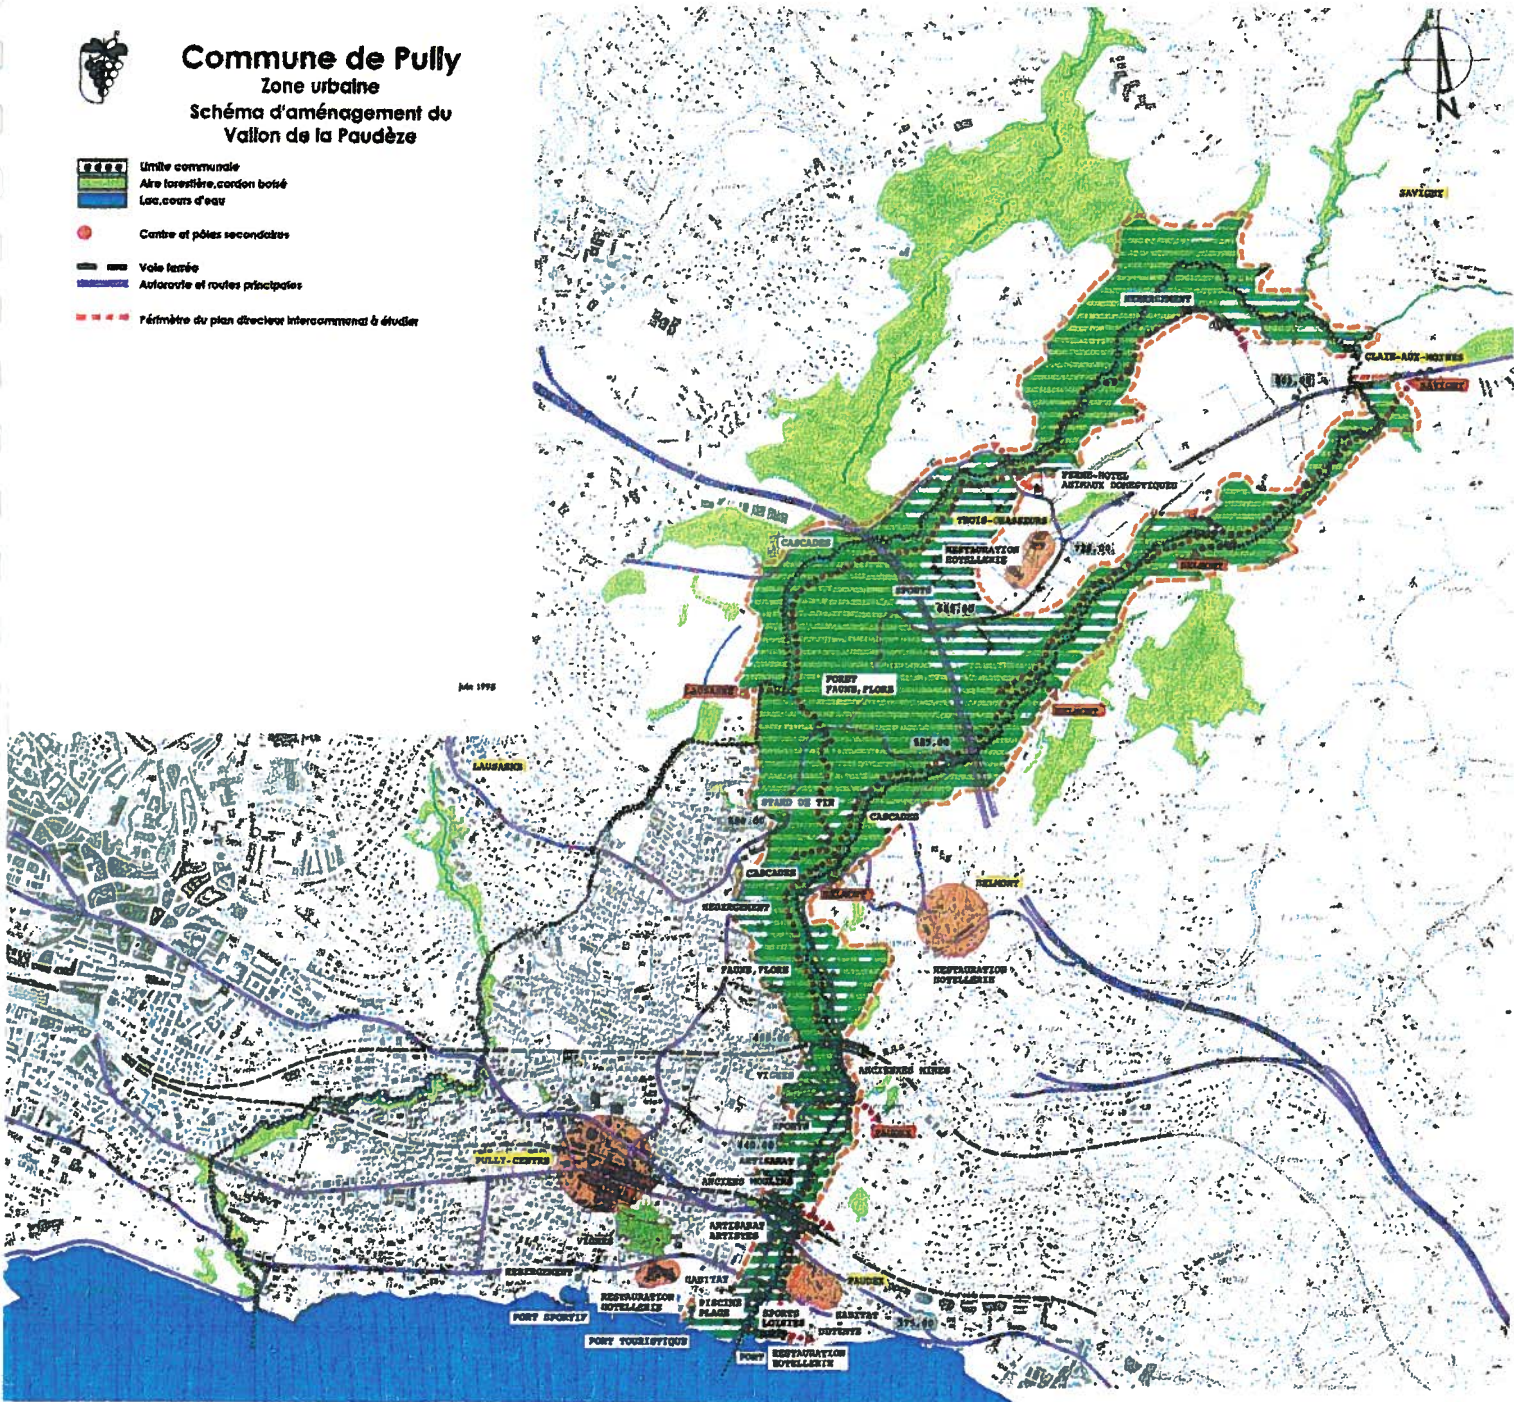 Commune de Pully
Zone urbaine
Schéma d'aménagement du
Vallon de la Paudèze
Limite communale
Aire forestière, cordon boisé
Lac, cours d'eau
Centre et pôles secondaires
Voie ferrée
Autoroute et routes principales
Périmètre du plan directeur intercommunal à étudier
N
SAVIGNY
HEBERGEMENT
CLAIE-AUX-MOINES
SAVIGNY
FERME-HOTEL
ANIMAUX DOMESTIQUES
TROIS-CHASSEURS
CASCADES
RESTAURATION
HOTELLERIE
BELMONT
SPORTS
FORET
FAUNE, FLORE
LAUSANNE
juin 1995
BELMONT
LAUSANNE
STAND DE TIR
CASCADES
CASCADES
BELMONT
BELMONT
HEBERGEMENT
FAUNE, FLORE
RESTAURATION
HOTELLERIE
VIGNES
ANCIENNES MINES
SPORTS
PAUDEX
PULLY-CENTRE
ARTISANAT
ANCIENS MOULINS
ARTISANAT
ARTISTES
VIGNES
HEBERGEMENT
HABITAT
PAUDEX
RESTAURATION
HOTELLERIE
PISCINE
PLAGE
SPORTS
LOISIRS
HABITAT
375.00
PORT SPORTIF
DETENTE
PORT TOURISTIQUE
PORT
RESTAURATION
HOTELLERIE